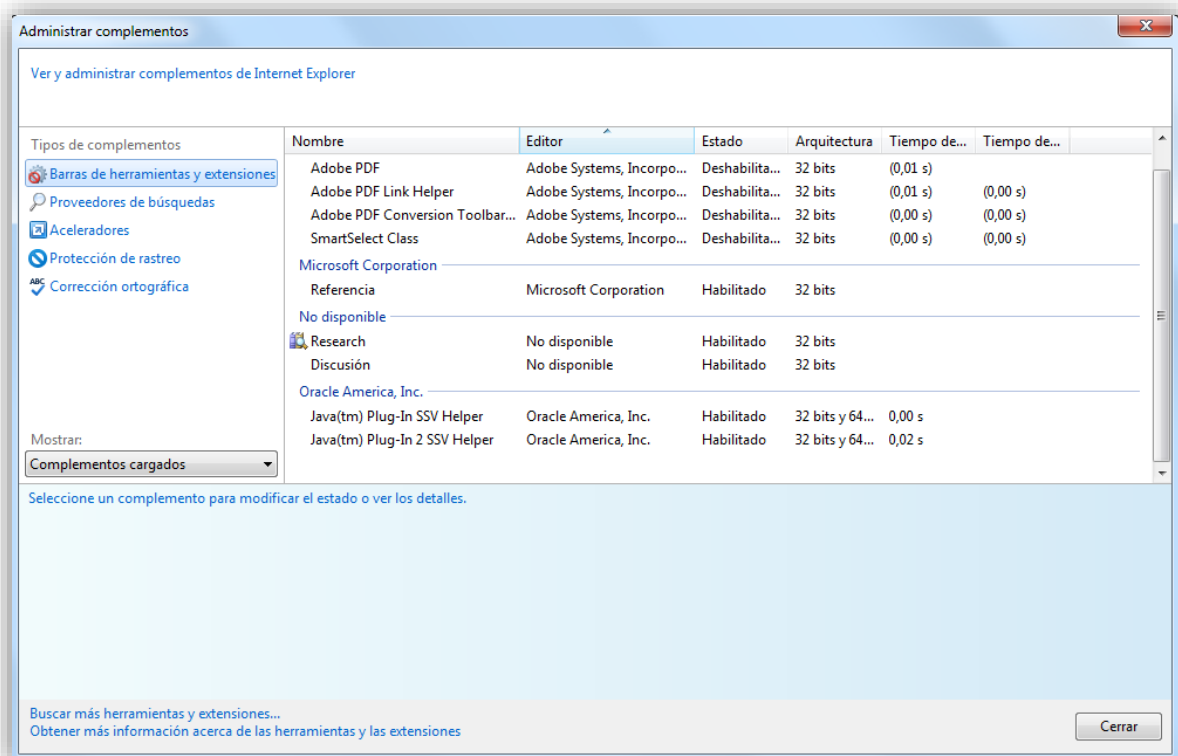 Administrar complementos
Ver y administrar complementos de Internet Explorer
Tipos de complementos
Barras de herramientas y extensiones
Proveedores de búsquedas
Aceleradores
Protección de rastreo
ABC Corrección ortográfica
Mostrar:
Complementos cargados
Nombre Editor Estado Arquitectura Tiempo de... Tiempo de...
Adobe PDF Adobe Systems, Incorpo... Deshabilita... 32 bits (0,01 s)
Adobe PDF Link Helper Adobe Systems, Incorpo... Deshabilita... 32 bits (0,01 s) (0,00 s)
Adobe PDF Conversion Toolbar... Adobe Systems, Incorpo... Deshabilita... 32 bits (0,00 s) (0,00 s)
SmartSelect Class Adobe Systems, Incorpo... Deshabilita... 32 bits (0,00 s) (0,00 s)
Microsoft Corporation
Referencia Microsoft Corporation Habilitado 32 bits
No disponible
Research No disponible Habilitado 32 bits
Discusión No disponible Habilitado 32 bits
Oracle America, Inc.
Java(tm) Plug-In SSV Helper Oracle America, Inc. Habilitado 32 bits y 64... 0,00 s
Java(tm) Plug-In 2 SSV Helper Oracle America, Inc. Habilitado 32 bits y 64... 0,02 s
Seleccione un complemento para modificar el estado o ver los detalles.
Buscar más herramientas y extensiones...
Obtener más información acerca de las herramientas y las extensiones
Cerrar